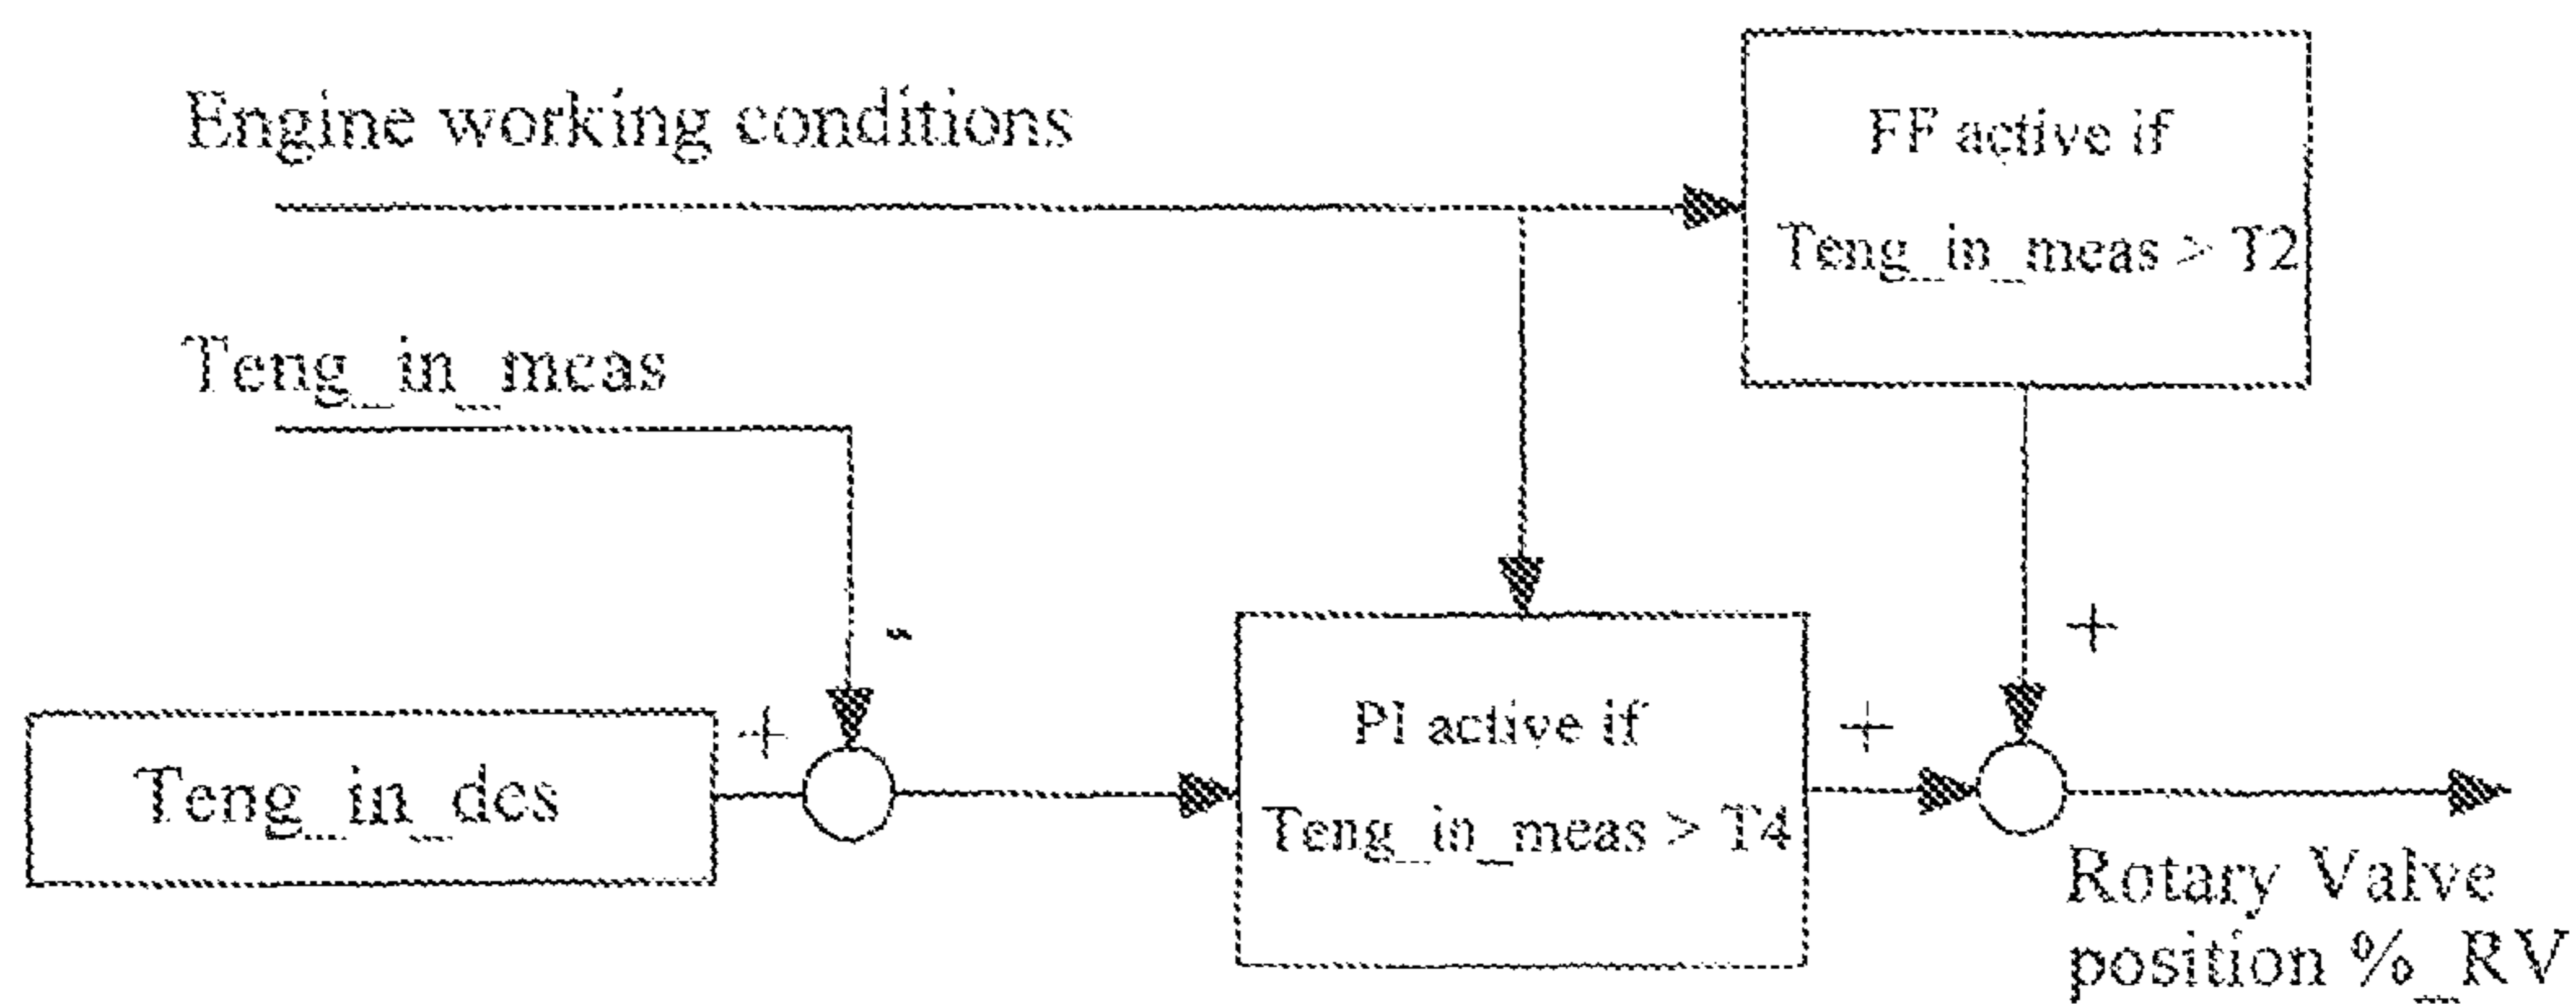 Engine working conditions
FF active if
Teng_in_meas > T2
Teng_in_meas
-
+
Teng_in_des
+
PI active if
Teng_in_meas > T4
+
Rotary Valve
position %_RV